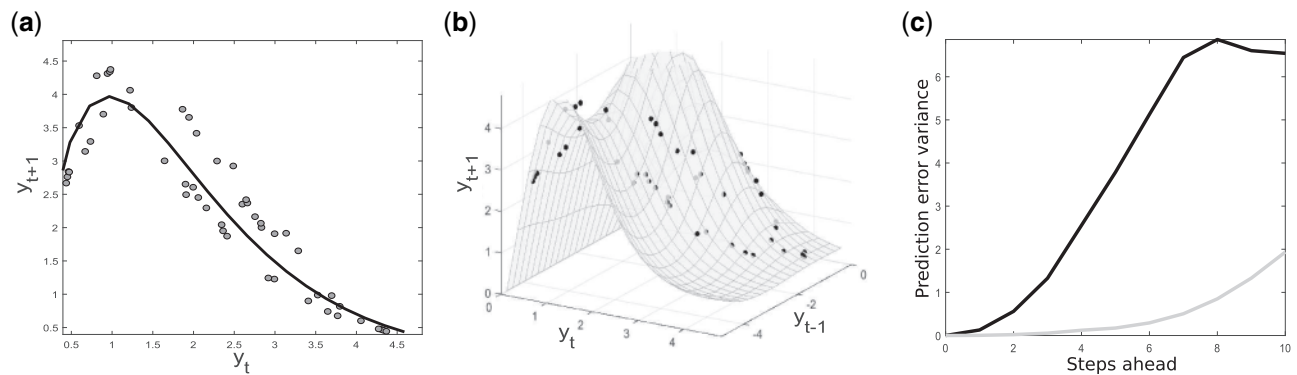 (a)
4.5
4
3.5
3
2.5
2
1.5
1
0.5
y_{t+1}
0.5 1 1.5 2 2.5 3 3.5 4 4.5
y_t
(b)
4
3
2
1
0
y_{t+1}
0 1 2 3 4
y_t
-4 -2 0
y_{t-1}
(c)
6
5
4
3
2
1
0
Prediction error variance
0 2 4 6 8 10
Steps ahead